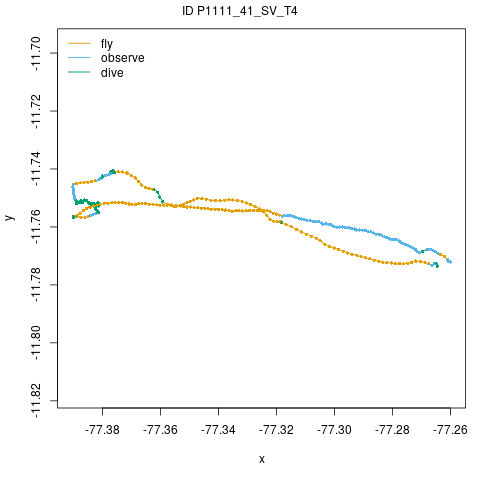 ID P1111_41_SV_T4
fly
observe
dive
y
-11.70
-11.72
-11.74
-11.76
-11.78
-11.80
-11.82
-77.38 -77.36 -77.34 -77.32 -77.30 -77.28 -77.26
x